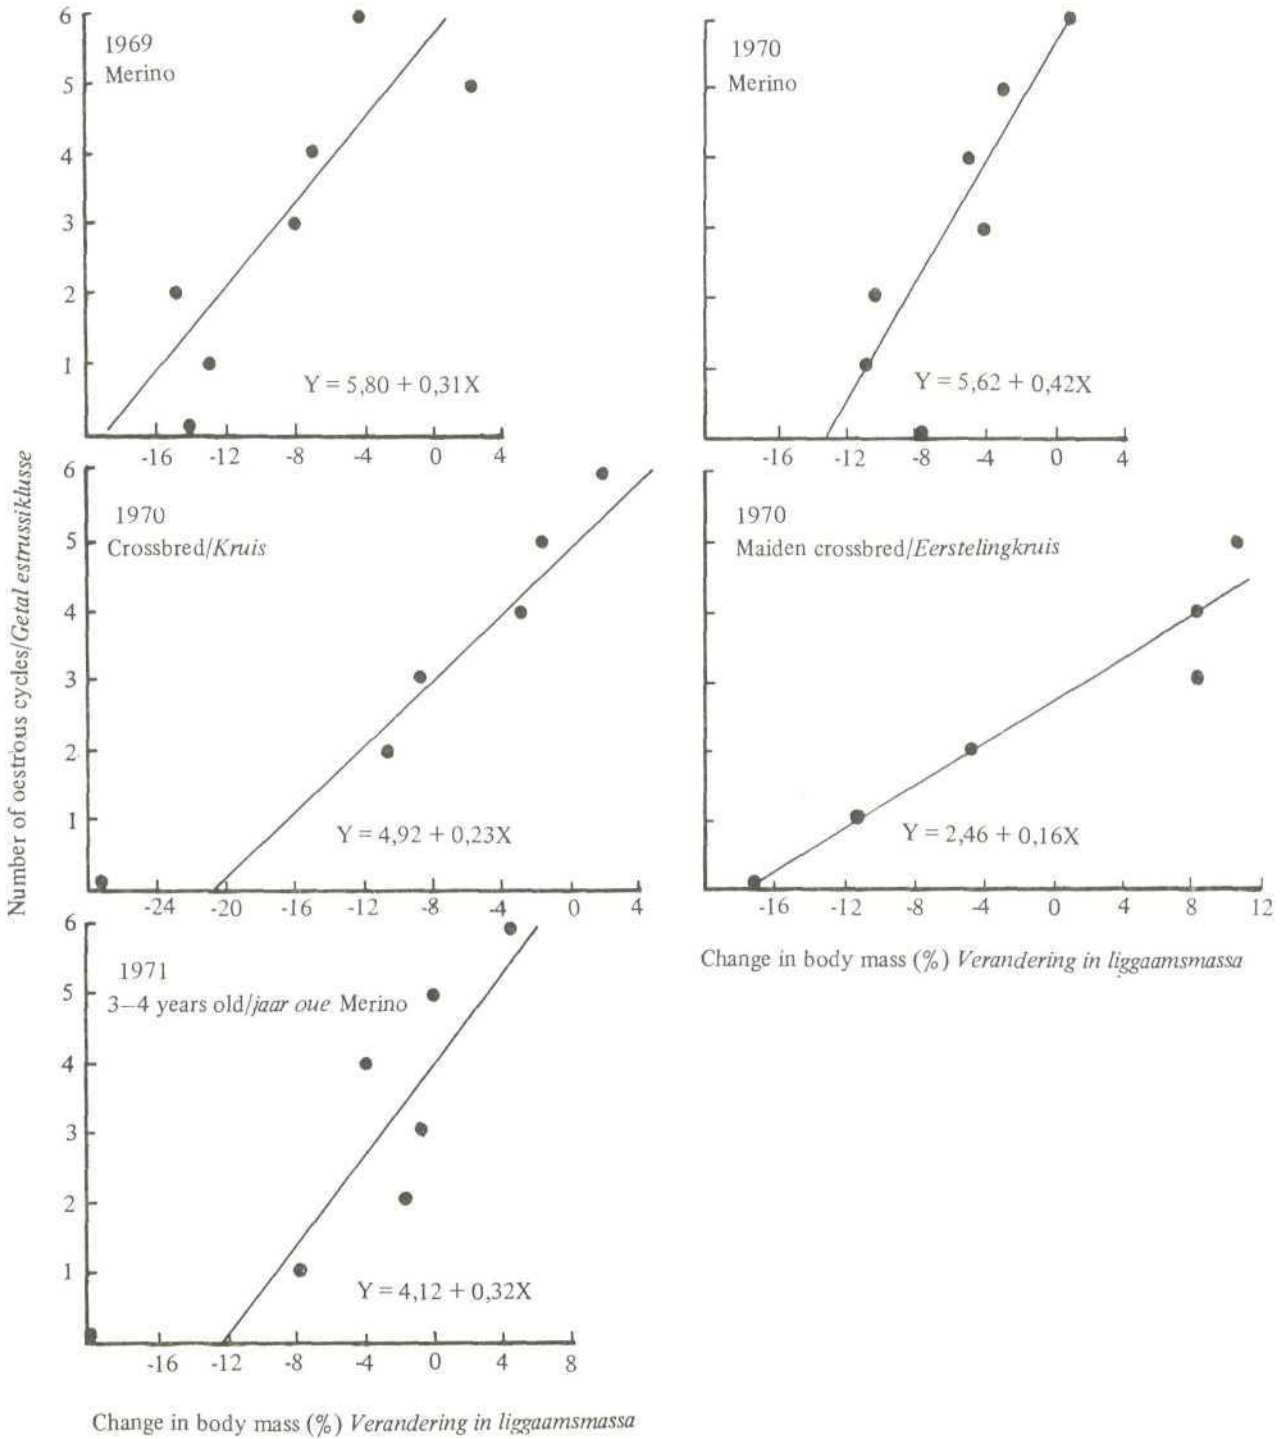 6
5
4
3
2
1
1969
Merino
Y = 5,80 + 0,31X
-16 -12 -8 -4 0 4
1970
Merino
Y = 5,62 + 0,42X
-16 -12 -8 -4 0 4
Number of oestrous cycles/Getal estrussiklusse
6
5
4
3
2
1
1970
Crossbred/Kruis
Y = 4,92 + 0,23X
-24 -20 -16 -12 -8 -4 0 4
1970
Maiden crossbred/Eerstelingkruis
Y = 2,46 + 0,16X
-16 -12 -8 -4 0 4 8 12
Change in body mass (%) Verandering in liggaamsmassa
6
5
4
3
2
1
1971
3–4 years old/jaar oue Merino
Y = 4,12 + 0,32X
-16 -12 -8 -4 0 4 8
Change in body mass (%) Verandering in liggaamsmassa